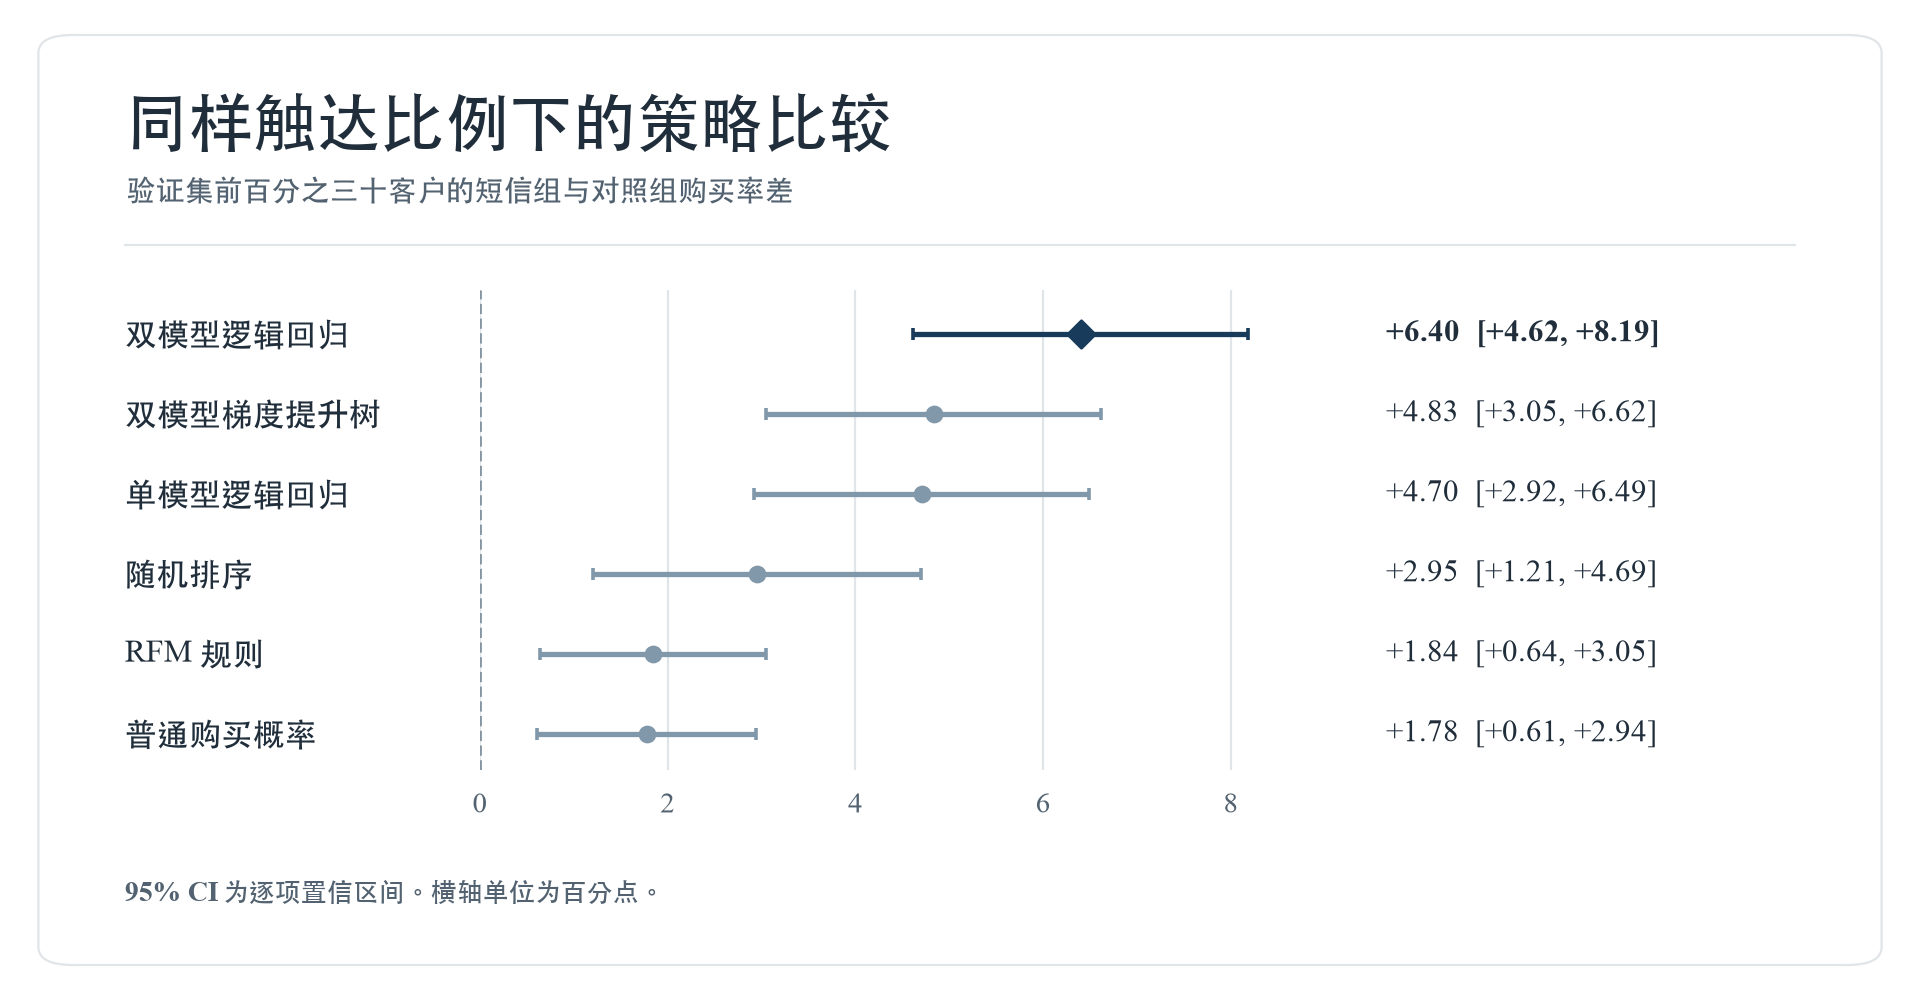 同样触达比例下的策略比较
验证集前百分之三十客户的短信组与对照组购买率差
双模型逻辑回归 +6.40 [+4.62, +8.19]
双模型梯度提升树 +4.83 [+3.05, +6.62]
单模型逻辑回归 +4.70 [+2.92, +6.49]
随机排序 +2.95 [+1.21, +4.69]
RFM 规则 +1.84 [+0.64, +3.05]
普通购买概率 +1.78 [+0.61, +2.94]
0 2 4 6 8
95% CI 为逐项置信区间。横轴单位为百分点。